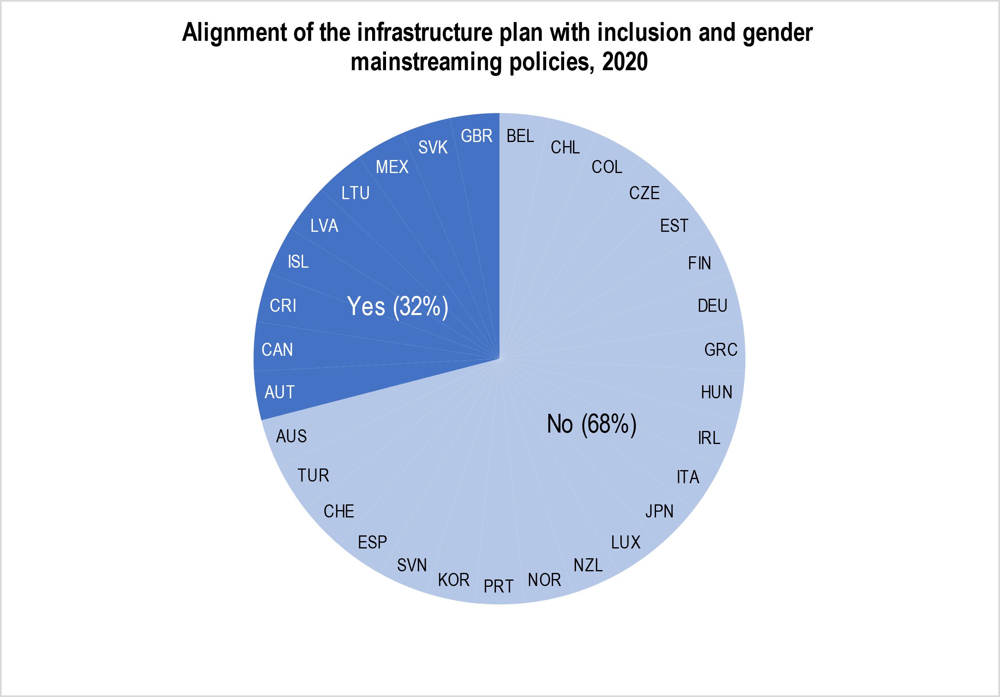 Alignment of the infrastructure plan with inclusion and gender
mainstreaming policies, 2020
GBR
BEL
SVK
CHL
MEX
COL
LTU
CZE
LVA
EST
ISL
FIN
CRI
Yes (32%)
DEU
CAN
GRC
AUT
HUN
No (68%)
AUS
IRL
TUR
ITA
CHE
JPN
ESP
LUX
SVN
NZL
KOR
NOR
PRT